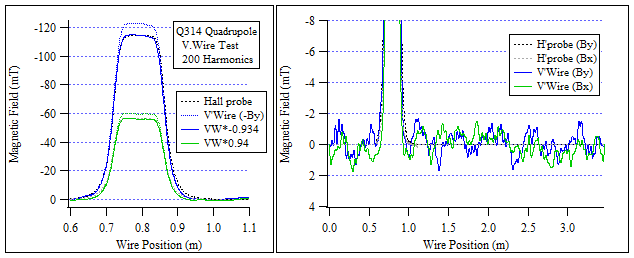 Magnetic Field (mT)
-120
-100
-80
-60
-40
-20
0
Q314 Quadrupole
V.Wire Test
200 Harmonics
Hall probe
V'Wire (-By)
VW*-0.934
VW*0.94
0.6
0.7
0.8
0.9
1.0
1.1
Wire Position (m)
Magnetic Field (mT)
-8
-6
-4
-2
0
2
4
H'probe (By)
H'probe (Bx)
V'Wire (By)
V'Wire (Bx)
0.0
0.5
1.0
1.5
2.0
2.5
3.0
Wire Position (m)